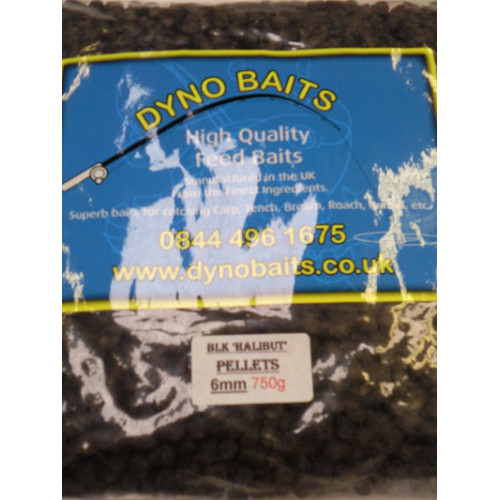 DYNO BAITS
High Quality
Feed Baits
Manufactured in the UK
From the Finest Ingredients.
Superb baits for catching Carp, Tench, Bream, Roach, etc.
0844 496 1675
www.dynobaits.co.uk
BLK 'HALIBUT'
PELLETS
6mm 750g